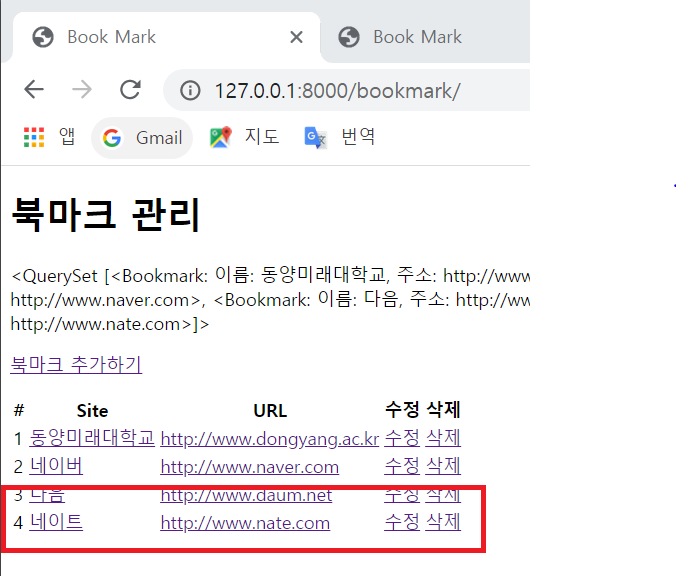 Book Mark Book Mark
127.0.0.1:8000/bookmark/
앱 Gmail 지도 번역
북마크 관리
<QuerySet [<Bookmark: 이름: 동양미래대학교, 주소: http://www
http://www.naver.com>, <Bookmark: 이름: 다음, 주소: http://ww
http://www.nate.com>]>
북마크 추가하기
# Site URL 수정 삭제
1 동양미래대학교 http://www.dongyang.ac.kr 수정 삭제
2 네이버 http://www.naver.com 수정 삭제
3 다음 http://www.daum.net 수정 삭제
4 네이트 http://www.nate.com 수정 삭제